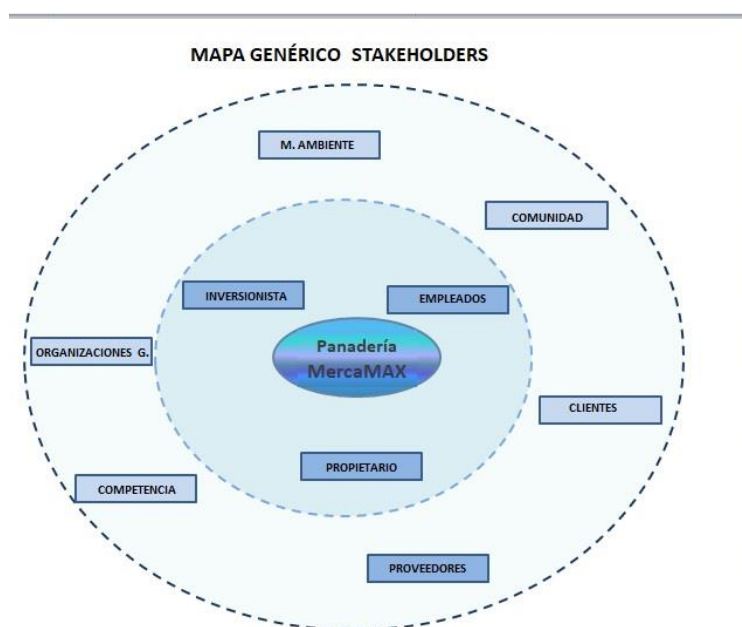 MAPA GENÉRICO STAKEHOLDERS
M. AMBIENTE
COMUNIDAD
INVERSIONISTA
EMPLEADOS
Panadería
MercaMAX
ORGANIZACIONES G.
CLIENTES
PROPIETARIO
COMPETENCIA
PROVEEDORES